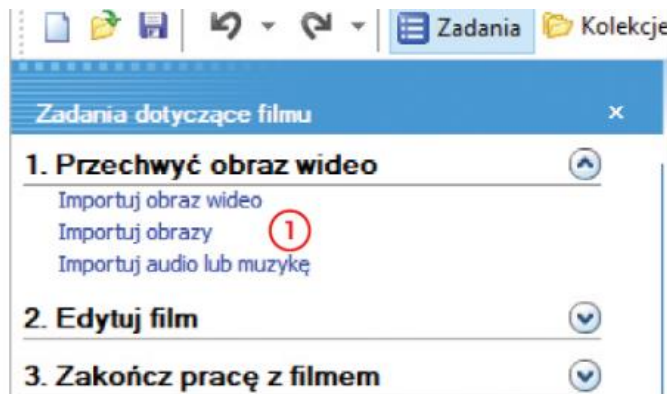 Zadania Kolekcje
Zadania dotyczące filmu
1. Przechwyć obraz wideo
Importuj obraz wideo
Importuj obrazy
1
Importuj audio lub muzykę
2. Edytuj film
3. Zakończ pracę z filmem